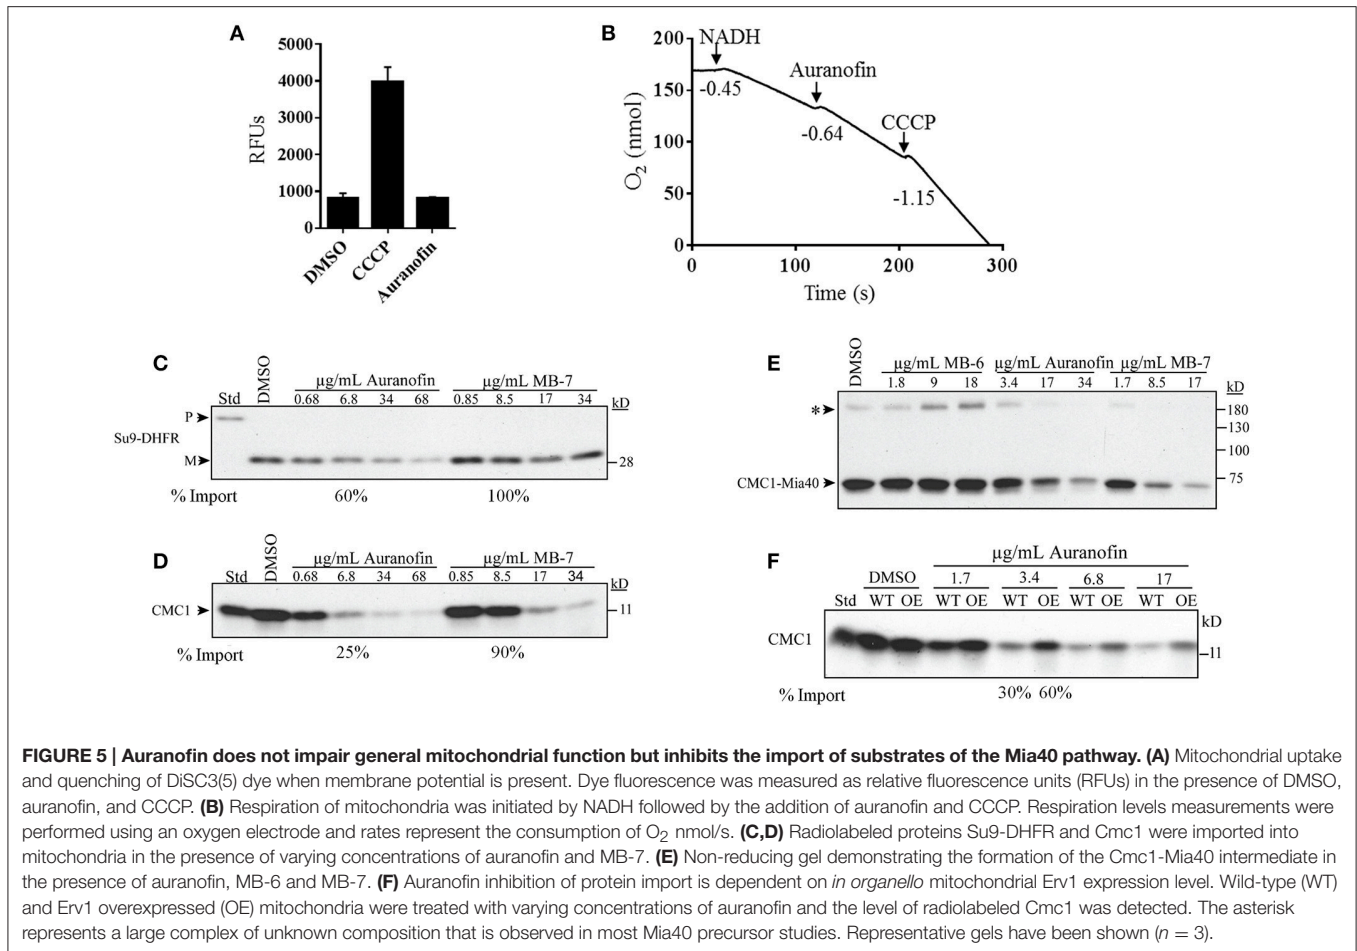 A
5000
4000
3000
2000
1000
0
RFUs
DMSO
CCCP
Auranofin
B
200
150
100
50
0
O2 (nmol)
NADH
-0.45
Auranofin
-0.64
CCCP
-1.15
0 100 200 300
Time (s)
C
DMSO
µg/mL Auranofin µg/mL MB-7
Std 0.68 6.8 34 68 0.85 8.5 17 34 kD
P
Su9-DHFR
M 28
% Import 60% 100%
D
DMSO
µg/mL Auranofin µg/mL MB-7
Std 0.68 6.8 34 68 0.85 8.5 17 34 kD
CMC1 11
% Import 25% 90%
E
DMSO
µg/mL MB-6 µg/mL Auranofin µg/mL MB-7
1.8 9 18 3.4 17 34 1.7 8.5 17 kD
* 180
130
100
CMC1-Mia40 75
F
µg/mL Auranofin
DMSO 1.7 3.4 6.8 17
Std WT OE WT OE WT OE WT OE WT OE
kD
CMC1
11
% Import 30% 60%
FIGURE 5 | Auranofin does not impair general mitochondrial function but inhibits the import of substrates of the Mia40 pathway. (A) Mitochondrial uptake
and quenching of DiSC3(5) dye when membrane potential is present. Dye fluorescence was measured as relative fluorescence units (RFUs) in the presence of DMSO,
auranofin, and CCCP. (B) Respiration of mitochondria was initiated by NADH followed by the addition of auranofin and CCCP. Respiration levels measurements were
performed using an oxygen electrode and rates represent the consumption of O2 nmol/s. (C,D) Radiolabeled proteins Su9-DHFR and Cmc1 were imported into
mitochondria in the presence of varying concentrations of auranofin and MB-7. (E) Non-reducing gel demonstrating the formation of the Cmc1-Mia40 intermediate in
the presence of auranofin, MB-6 and MB-7. (F) Auranofin inhibition of protein import is dependent on in organello mitochondrial Erv1 expression level. Wild-type (WT)
and Erv1 overexpressed (OE) mitochondria were treated with varying concentrations of auranofin and the level of radiolabeled Cmc1 was detected. The asterisk
represents a large complex of unknown composition that is observed in most Mia40 precursor studies. Representative gels have been shown (n = 3).